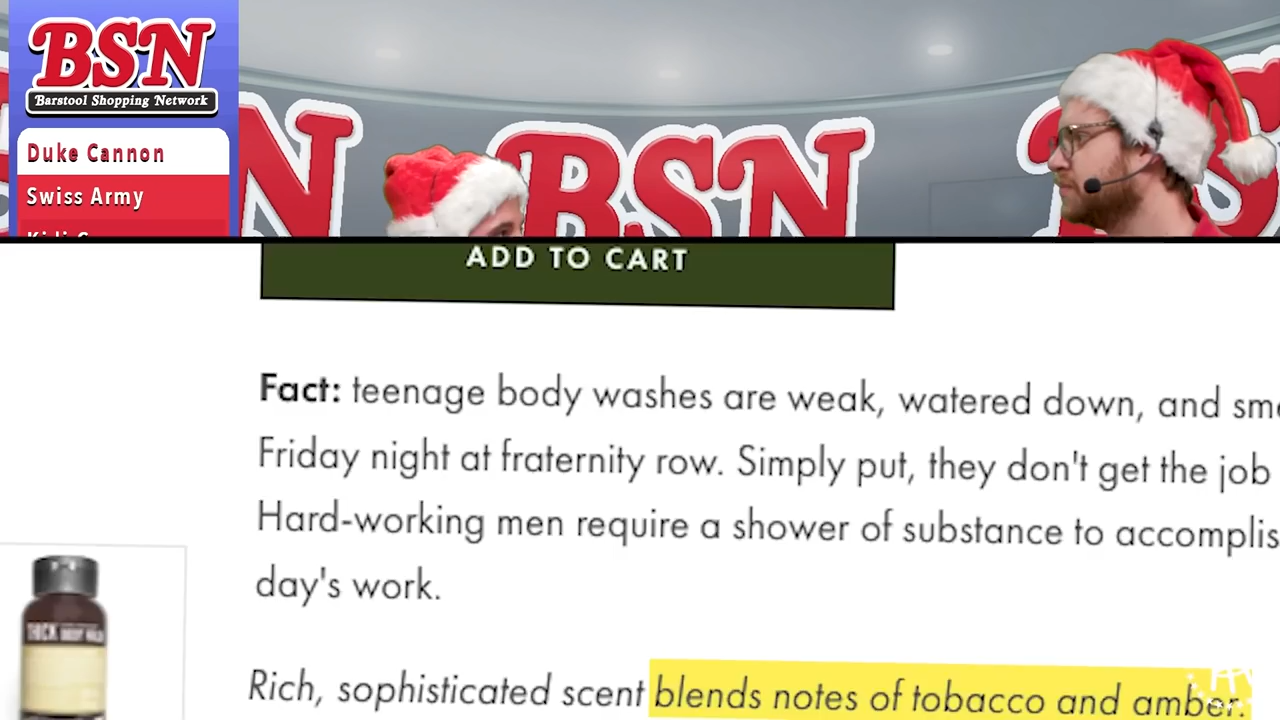 BSN
Barstool Shopping Network
Duke Cannon
Swiss Army
BSN
ADD TO CART
Fact: teenage body washes are weak, watered down, and
Friday night at fraternity row. Simply put, they don't get the job
Hard-working men require a shower of substance to
day's work.
THICK
Rich, sophisticated scent blends notes of tobacco and amber.